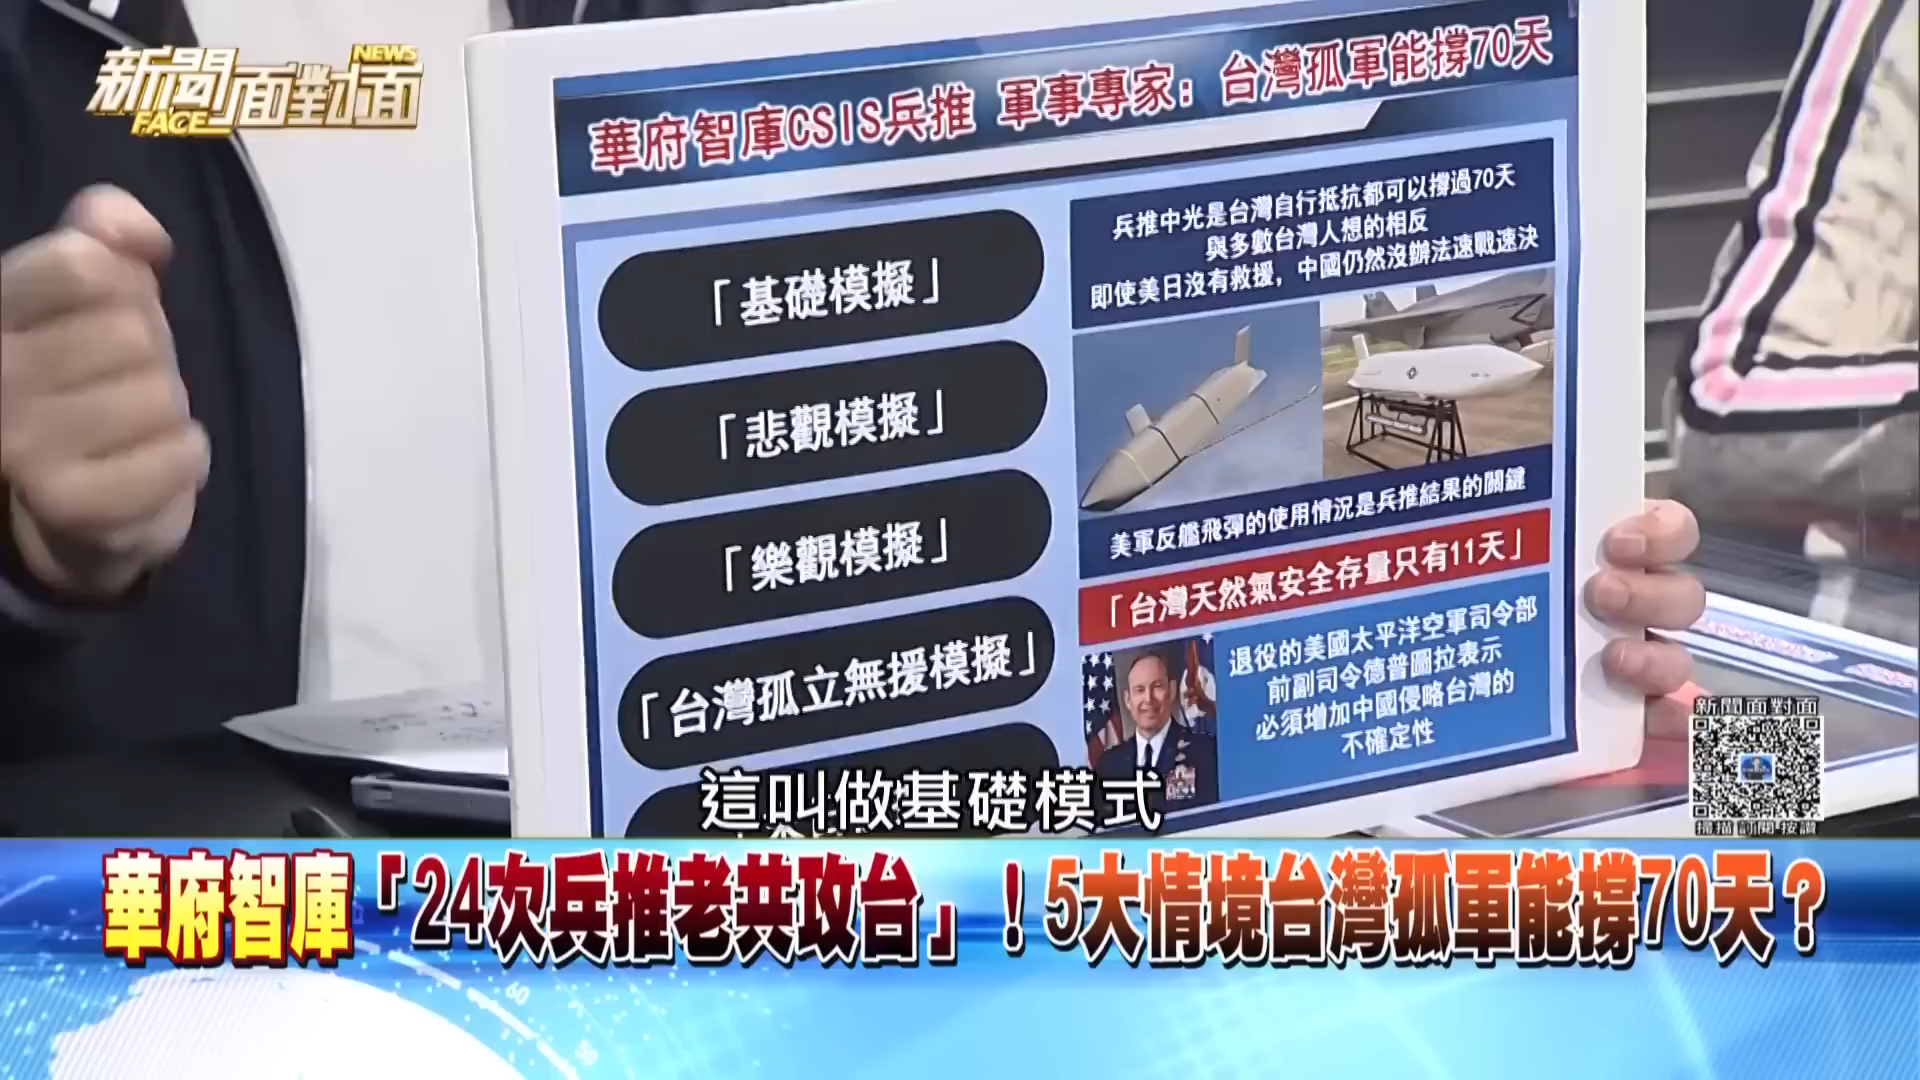 新聞面對面
NEWS
FACE
華府智庫CSIS兵推 軍事專家：台灣孤軍能撐70天
「基礎模擬」
「悲觀模擬」
「樂觀模擬」
「台灣孤立無援模擬」
兵推中光是台灣自行抵抗都可以撐過70天
與多數台灣人想的相反
即使美日沒有救援，中國仍然沒辦法速戰速決
美軍反艦飛彈的使用情況是兵推結果的關鍵
「台灣天然氣安全存量只有11天」
退役的美國太平洋空軍司令部
前副司令德普圖拉表示
必須增加中國侵略台灣的
不確定性
新聞面對面
掃描 訂閱 按讚
這叫做基礎模式
華府智庫「24次兵推老共攻台」！5大情境台灣孤軍能撐70天？
60